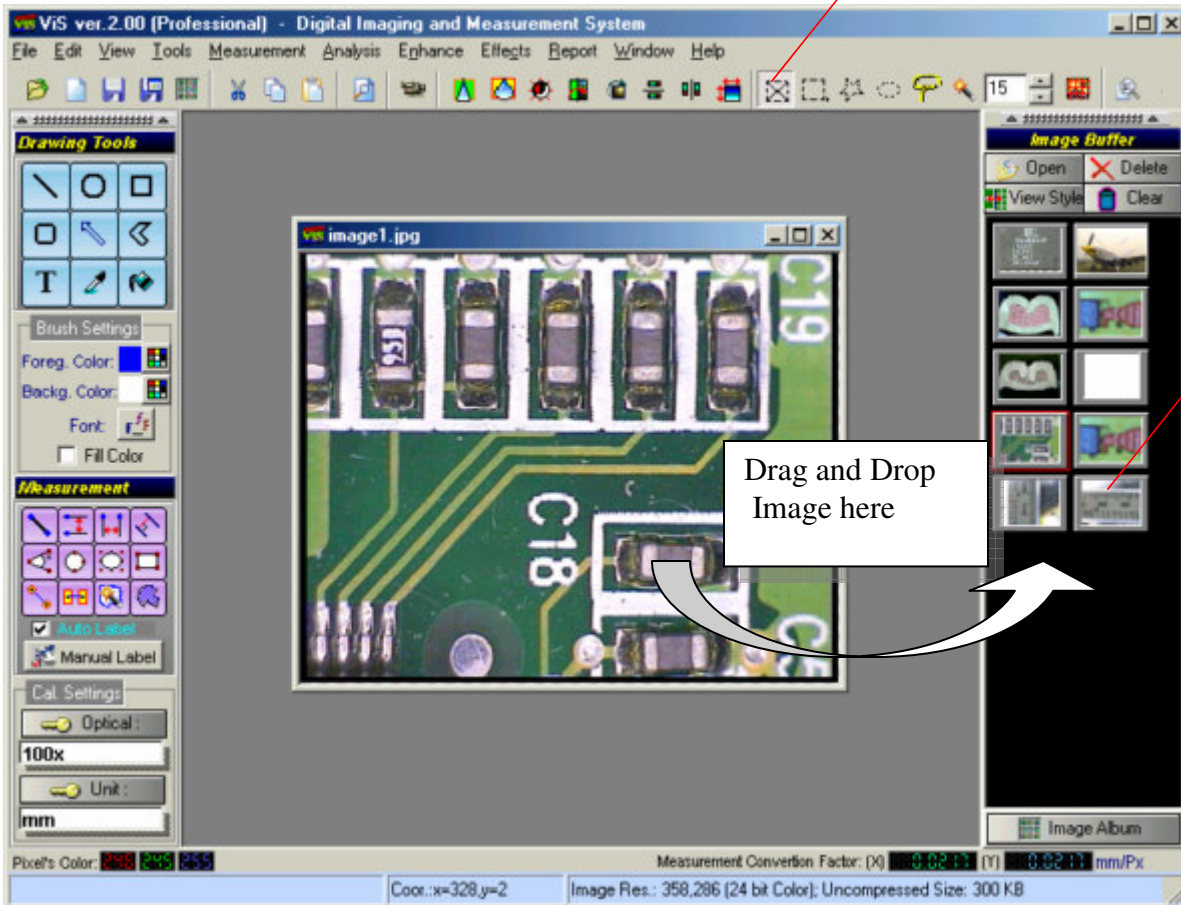 ViS ver.2.00 (Professional) - Digital Imaging and Measurement System
File Edit View Tools Measurement Analysis Enhance Effects Report Window Help
15
Drawing Tools
T
Brush Settings
Foreg. Color:
Backg. Color:
Font:
Fill Color
Measurement
Auto Label
Manual Label
Cal. Settings
Optical :
100x
Unit :
mm
image1.jpg
C19
951
C18
Drag and Drop
Image here
Image Buffer
Open Delete
View Style Clear
Image Album
Pixel's Color: 245 245 255 Measurement Convertion Factor: (X) (Y) mm/Px
Coor.:x=328,y=2 Image Res.: 358,286 (24 bit Color); Uncompressed Size: 300 KB